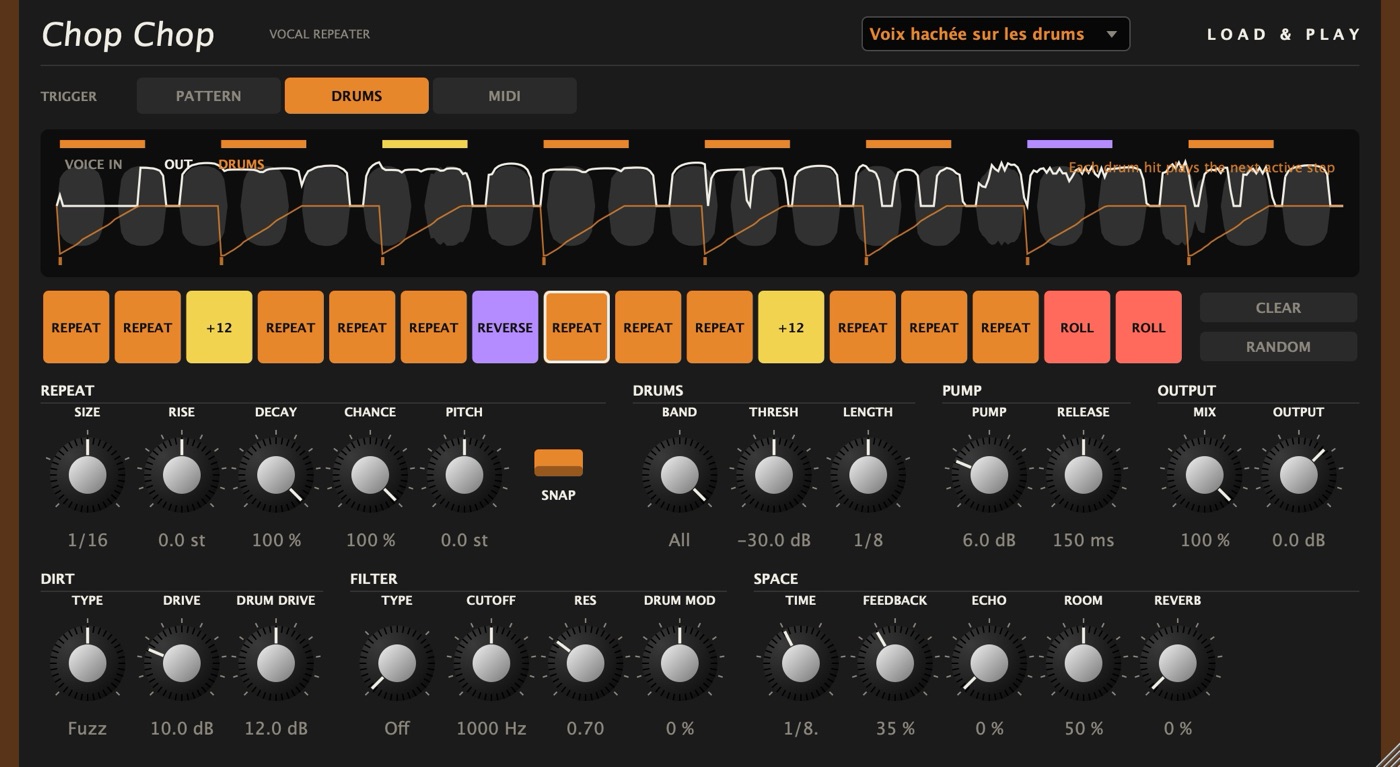 Chop Chop VOCAL REPEATER Voix hachée sur les drums LOAD & PLAY
TRIGGER PATTERN DRUMS MIDI
VOICE IN OUT DRUMS Each drum hit plays the next active step
REPEAT REPEAT +12 REPEAT REPEAT REPEAT REVERSE REPEAT REPEAT REPEAT +12 REPEAT REPEAT REPEAT ROLL ROLL
CLEAR
RANDOM
REPEAT DRUMS PUMP OUTPUT
SIZE RISE DECAY CHANCE PITCH BAND THRESH LENGTH PUMP RELEASE MIX OUTPUT
SNAP
1/16 0.0 st 100 % 100 % 0.0 st All −30.0 dB 1/8 6.0 dB 150 ms 100 % 0.0 dB
DIRT FILTER SPACE
TYPE DRIVE DRUM DRIVE TYPE CUTOFF RES DRUM MOD TIME FEEDBACK ECHO ROOM REVERB
Fuzz 10.0 dB 12.0 dB Off 1000 Hz 0.70 0 % 1/8. 35 % 0 % 50 % 0 %